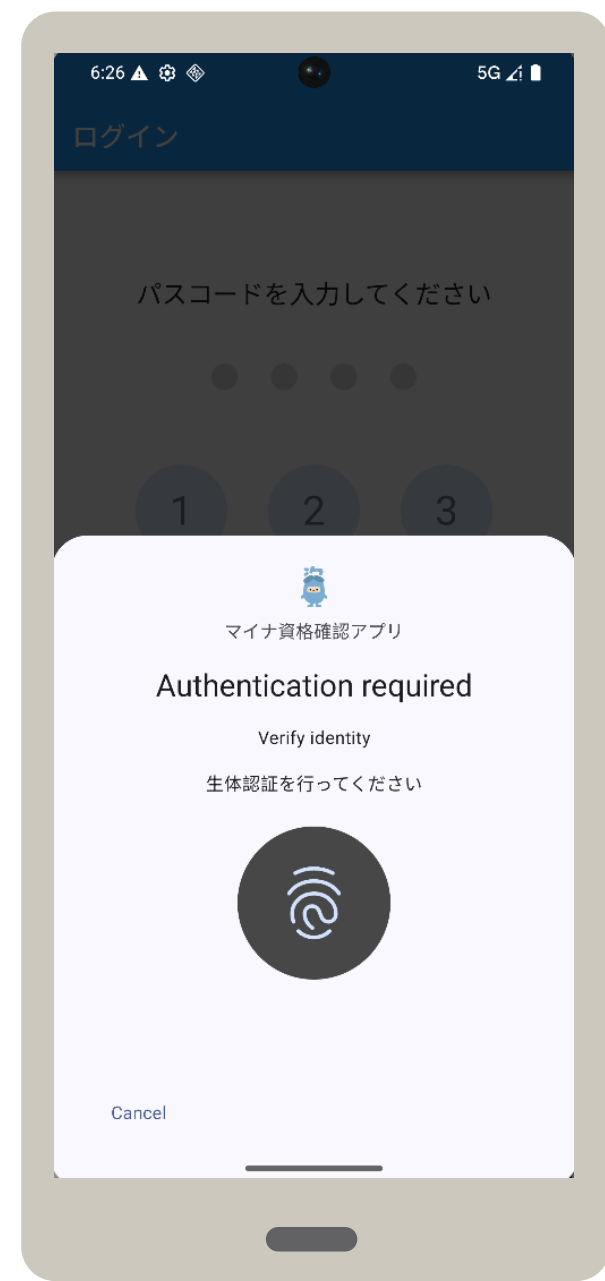 6:26
5G
ログイン
パスコードを入力してください
1 2 3
マイナ資格確認アプリ
Authentication required
Verify identity
生体認証を行ってください
Cancel